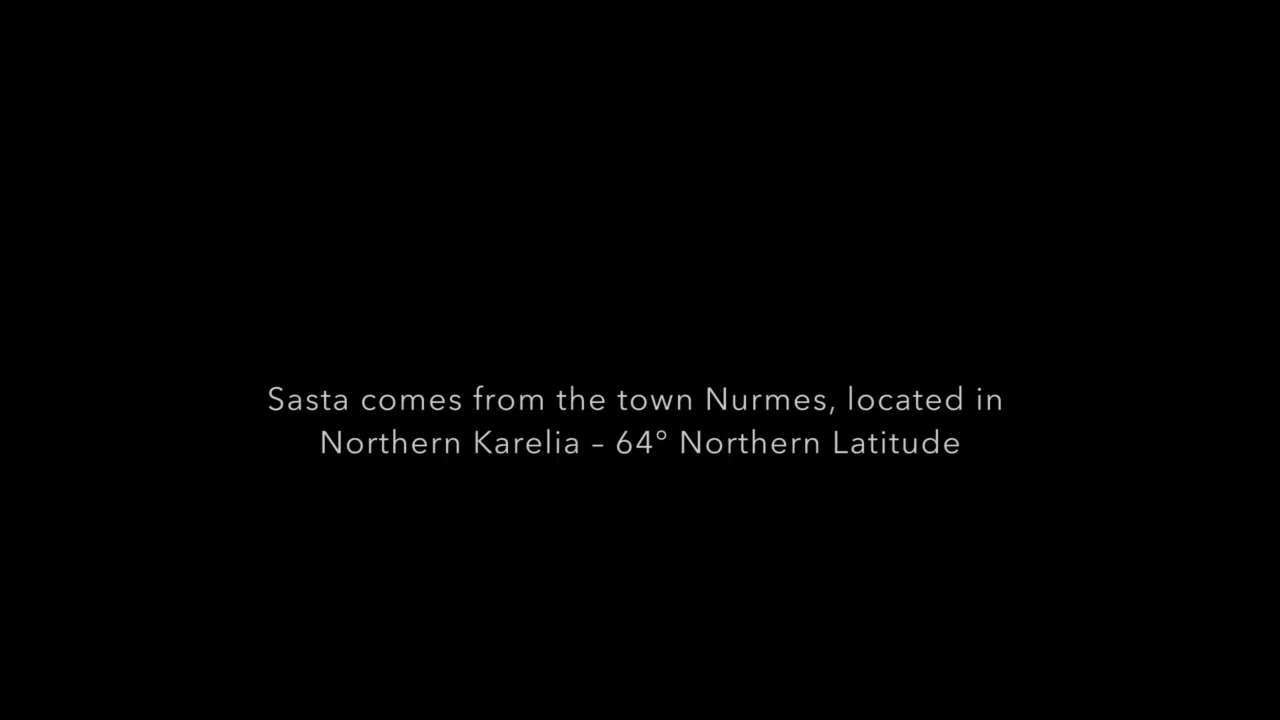 Sasta comes from the town Nurmes, located in
Northern Karelia – 64° Northern Latitude